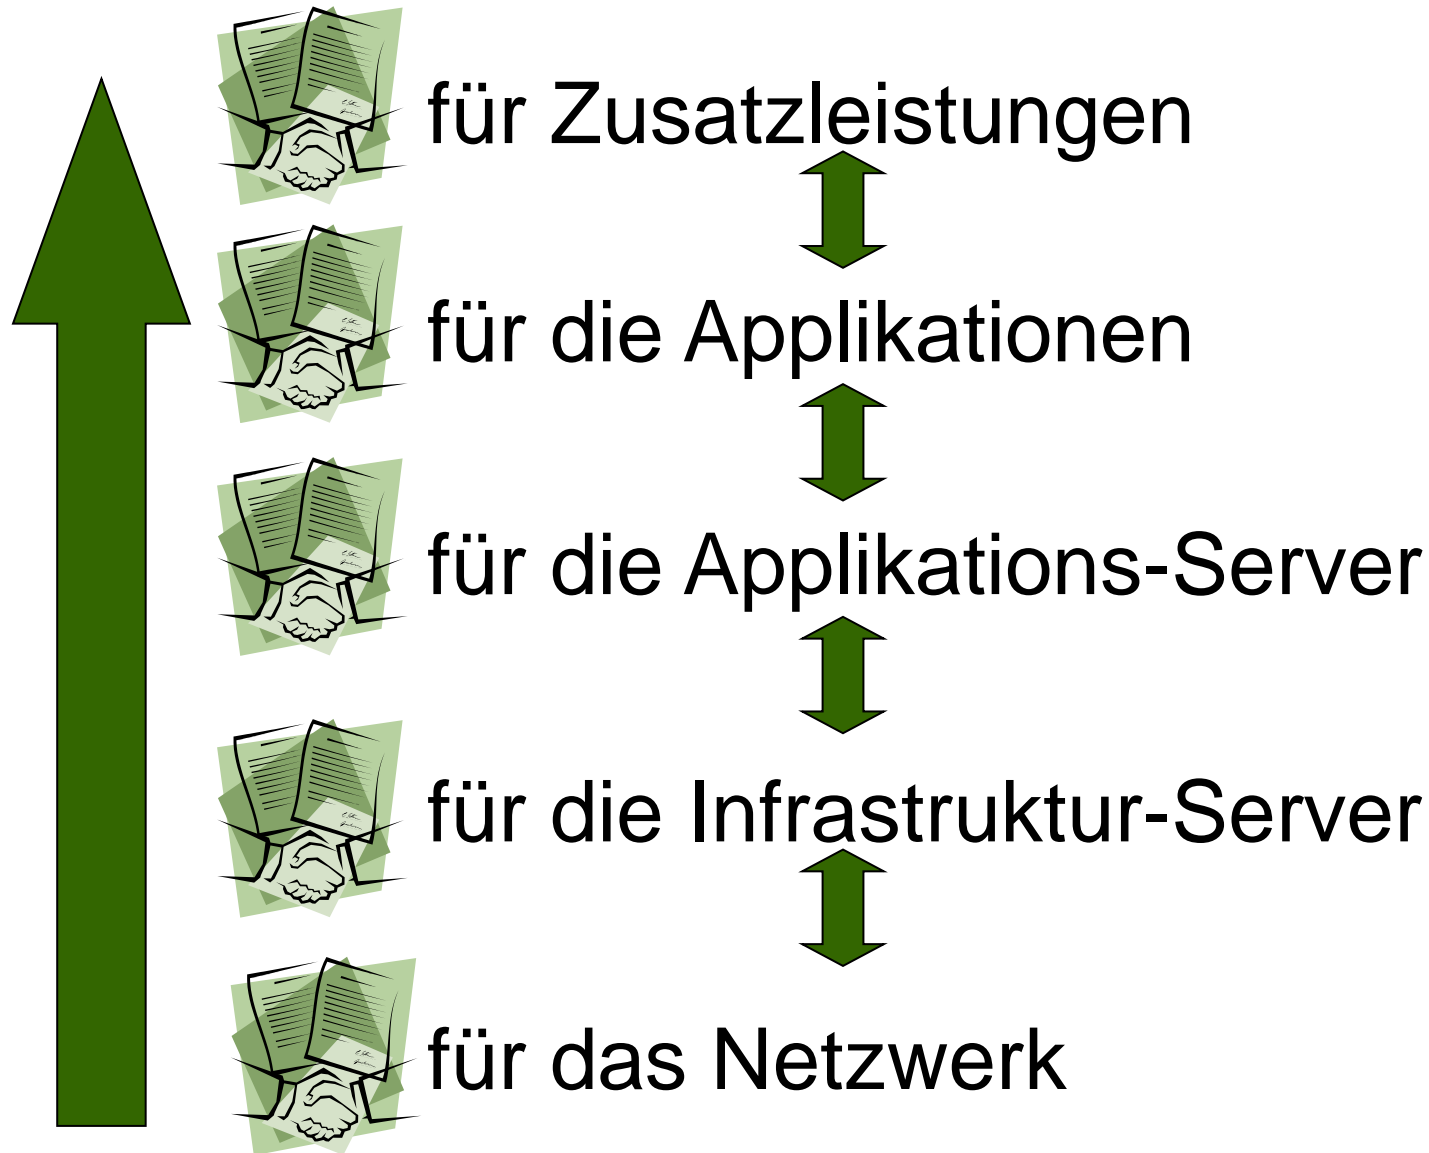 für Zusatzleistungen
für die Applikationen
für die Applikations-Server
für die Infrastruktur-Server
für das Netzwerk